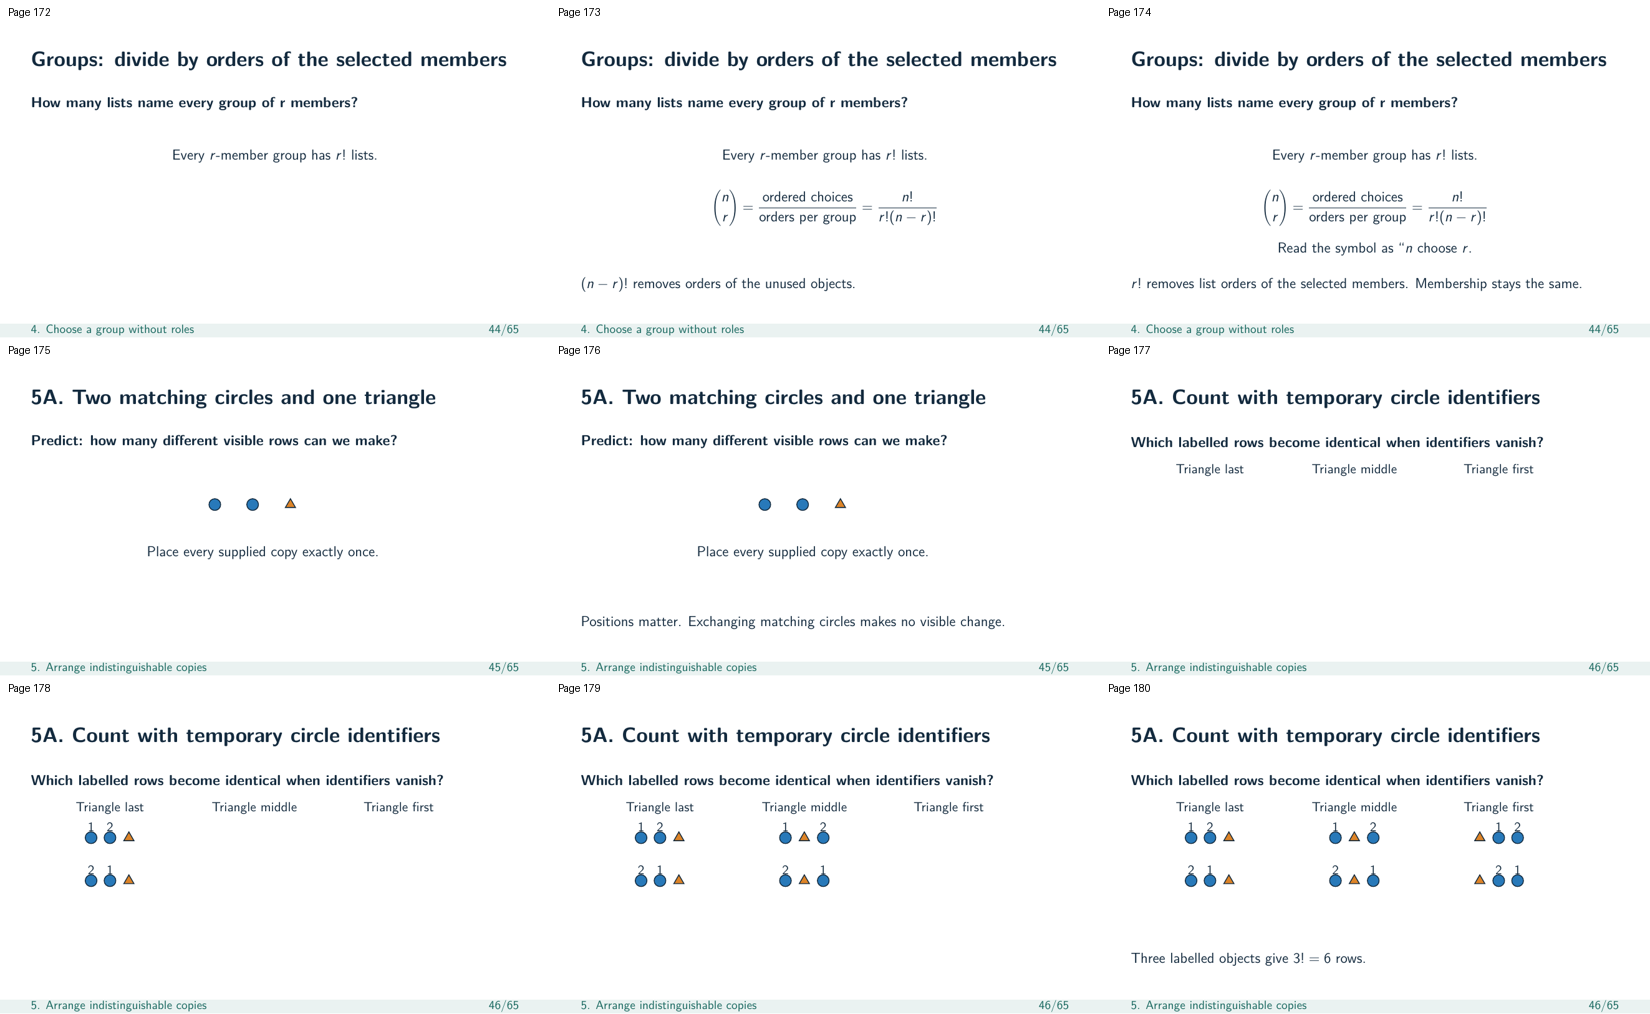 Page 172
Groups: divide by orders of the selected members
How many lists name every group of r members?
Every r-member group has r! lists.
4. Choose a group without roles 44/65
Page 173
Groups: divide by orders of the selected members
How many lists name every group of r members?
Every r-member group has r! lists.
(n r) = ordered choices / orders per group = n! / r!(n − r)!
(n − r)! removes orders of the unused objects.
4. Choose a group without roles 44/65
Page 174
Groups: divide by orders of the selected members
How many lists name every group of r members?
Every r-member group has r! lists.
(n r) = ordered choices / orders per group = n! / r!(n − r)!
Read the symbol as “n choose r.
r! removes list orders of the selected members. Membership stays the same.
4. Choose a group without roles 44/65
Page 175
5A. Two matching circles and one triangle
Predict: how many different visible rows can we make?
Place every supplied copy exactly once.
5. Arrange indistinguishable copies 45/65
Page 176
5A. Two matching circles and one triangle
Predict: how many different visible rows can we make?
Place every supplied copy exactly once.
Positions matter. Exchanging matching circles makes no visible change.
5. Arrange indistinguishable copies 45/65
Page 177
5A. Count with temporary circle identifiers
Which labelled rows become identical when identifiers vanish?
Triangle last Triangle middle Triangle first
5. Arrange indistinguishable copies 46/65
Page 178
5A. Count with temporary circle identifiers
Which labelled rows become identical when identifiers vanish?
Triangle last Triangle middle Triangle first
1 2
2 1
5. Arrange indistinguishable copies 46/65
Page 179
5A. Count with temporary circle identifiers
Which labelled rows become identical when identifiers vanish?
Triangle last Triangle middle Triangle first
1 2 1 2
2 1 2 1
5. Arrange indistinguishable copies 46/65
Page 180
5A. Count with temporary circle identifiers
Which labelled rows become identical when identifiers vanish?
Triangle last Triangle middle Triangle first
1 2 1 2 1 2
2 1 2 1 2 1
Three labelled objects give 3! = 6 rows.
5. Arrange indistinguishable copies 46/65